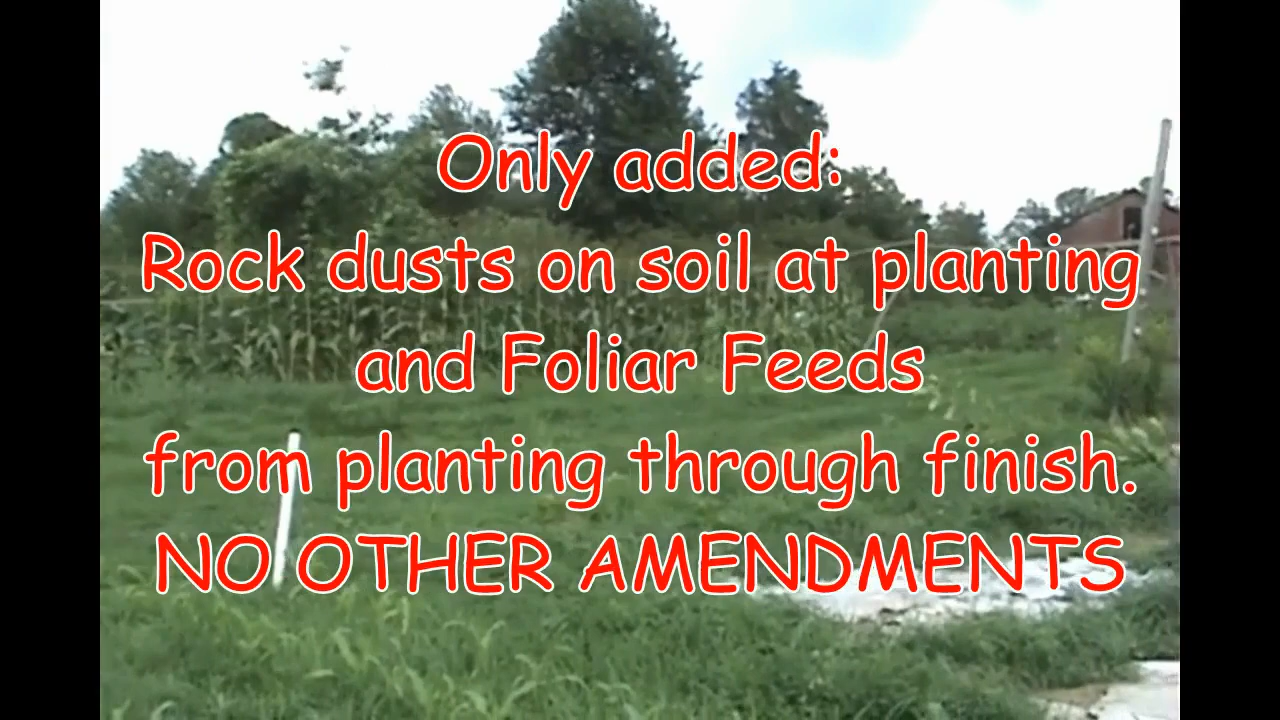 Only added:
Rock dusts on soil at planting
and Foliar Feeds
from planting through finish.
NO OTHER AMENDMENTS